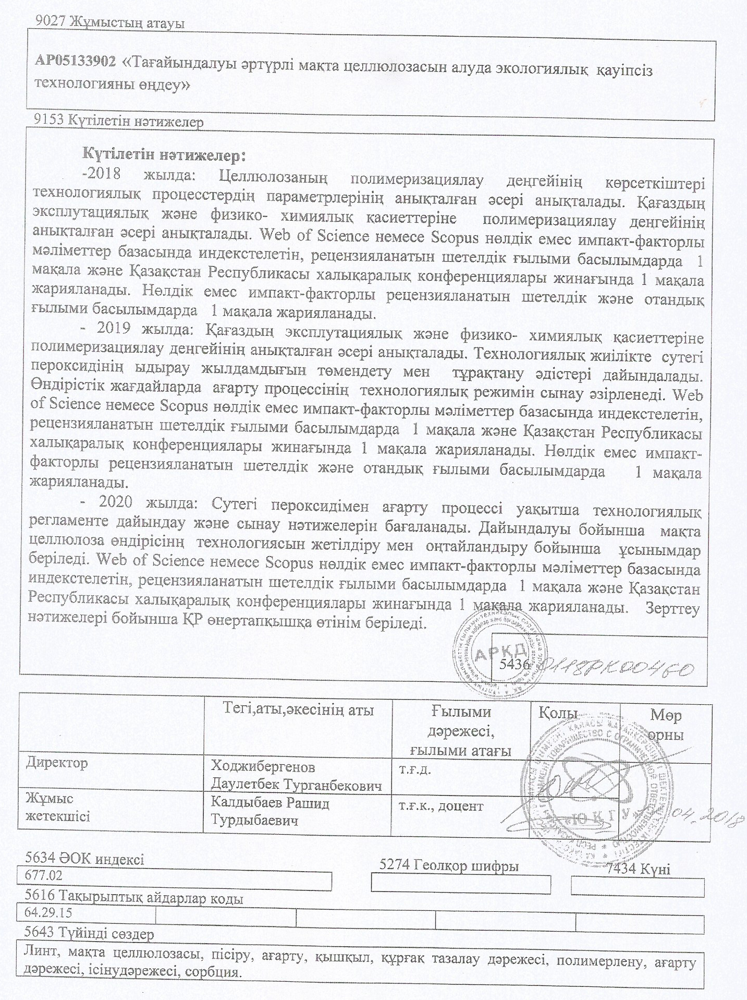 9027 Жұмыстың атауы
АР05133902 «Тағайындалуы әртүрлі мақта целлюлозасын алуда экологиялық қауіпсіз
технологияны өңдеу»
9153 Күтілетін нәтижелер
Күтілетін нәтижелер:
-2018 жылда: Целлюлозаның полимеризациялау деңгейінің көрсеткіштері
технологиялық процесстердің параметрлерінің анықталған әсері анықталады. Қағаздың
эксплутациялық және физико- химиялық қасиеттеріне полимеризациялау денгейінің
анықталған әсері анықталады. Web of Science немесе Scopus нөлдік емес импакт-факторлы
мәліметтер базасында индекстелетін, рецензияланатын шетелдік ғылыми басылымдарда 1
мақала және Қазақстан Республикасы халықаралық конференциялары жинағында 1 мақала
жарияланады. Нөлдік емес импакт-факторлы рецензияланатын шетелдік және отандық
ғылыми басылымдарда 1 мақала жарияланады.
- 2019 жылда: Қағаздың эксплутациялық және физико- химиялық қасиеттеріне
полимеризациялау денгейінің анықталған әсері анықталады. Технологиялық жиілікте сутегі
пероксидінің ыдырау жылдамдығын төмендету мен тұрақтану әдістері дайындалады.
Өндірістік жағдайларда ағарту процессінің технологиялық режимін сынау әзірленеді. Web
of Science немесе Scopus нөлдік емес импакт-факторлы мәліметтер базасында индекстелетін,
рецензияланатын шетелдік ғылыми басылымдарда 1 мақала және Қазақстан Республикасы
халықаралық конференциялары жинағында 1 мақала жарияланады. Нөлдік емес импакт-
факторлы рецензияланатын шетелдік және отандық ғылыми басылымдарда 1 мақала
жарияланады.
- 2020 жылда: Сутегі пероксидімен ағарту процессі уақытша технологиялық
регламенте дайындау және сынау нәтижелерін бағаланады. Дайындалуы бойынша мақта
целлюлоза өндірісінң технологиясын жетілдіру мен оңтайландыру бойынша ұсынымдар
беріледі. Web of Science немесе Scopus нөлдік емес импакт-факторлы мәліметтер базасында
индекстелетін, рецензияланатын шетелдік ғылыми басылымдарда 1 мақала және Қазақстан
Республикасы халықаралық конференциялары жинағында 1 мақала жарияланады. Зерттеу
нәтижелері бойынша ҚР өнертапқышқа өтінім беріледі.
АРҚД
5436 0118РК00460
Тегі,аты,әкесінің аты Ғылыми дәрежесі, ғылыми атағы Қолы Мөр орны
Директор Ходжибергенов Даулетбек Турганбекович т.ғ.д.
Жұмыс жетекшісі Калдыбаев Рашид Турдыбаевич т.ғ.к., доцент
«ЮҚГУ»
04.2018
5634 ӘОК индексі 5274 Геолқор шифры 7434 Күні
677.02
5616 Тақырыптық айдарлар коды
64.29.15
5643 Түйінді сөздер
Линт, мақта целлюлозасы, пісіру, ағарту, қышқыл, құрғақ тазалау дәрежесі, полимерлену, ағарту
дәрежесі, ісінудәрежесі, сорбция.